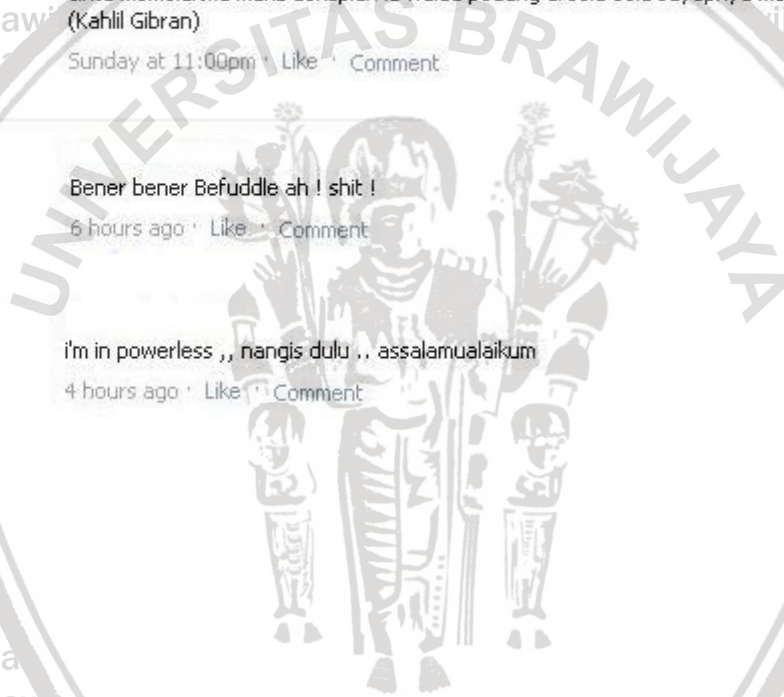 (Kahlil Gibran)
Sunday at 11:00pm · Like · Comment
UNIVERSITAS BRAWIJAYA
Bener bener Befuddle ah ! shit !
6 hours ago · Like · Comment
i'm in powerless ,, nangis dulu .. assalamualaikum
4 hours ago · Like · Comment